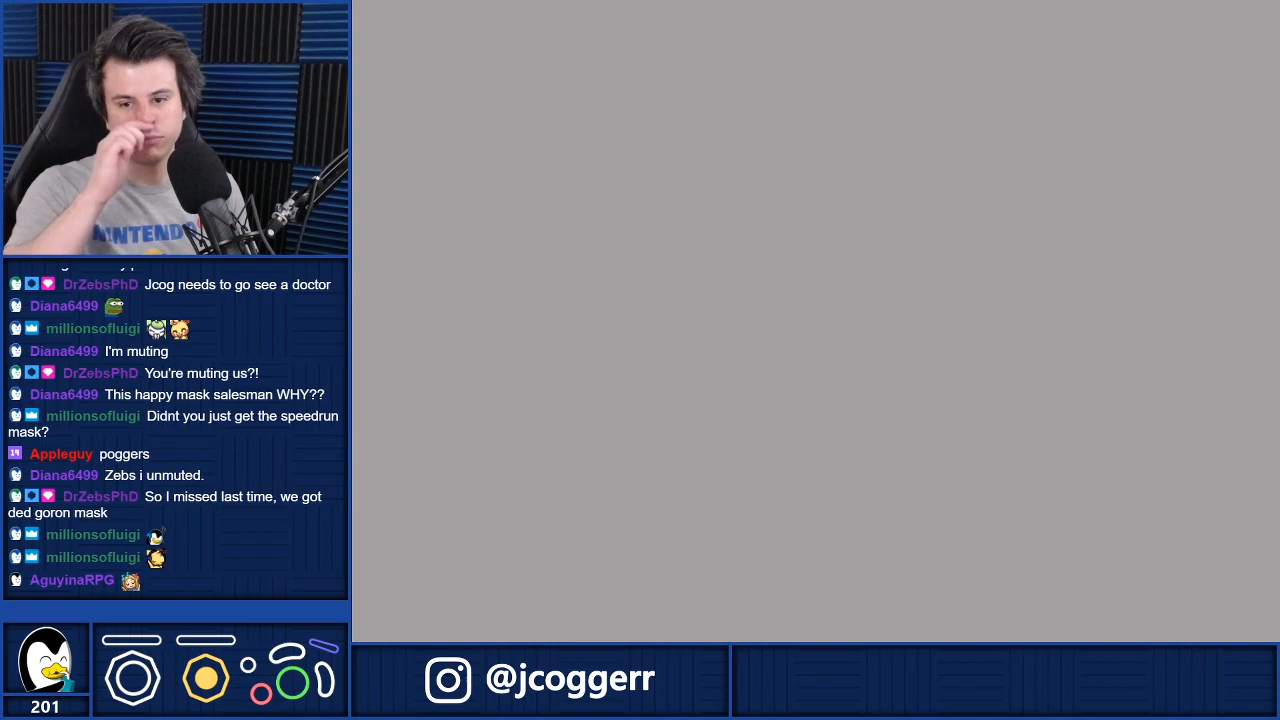 NINTENDO
DrZebsPhD Jcog needs to go see a doctor
Diana6499
millionsofluigi
Diana6499 I'm muting
DrZebsPhD You're muting us?!
Diana6499 This happy mask salesman WHY??
millionsofluigi Didnt you just get the speedrun
mask?
Appleguy poggers
Diana6499 Zebs i unmuted.
DrZebsPhD So I missed last time, we got
ded goron mask
millionsofluigi
millionsofluigi
AguyinaRPG
201
@jcoggerr